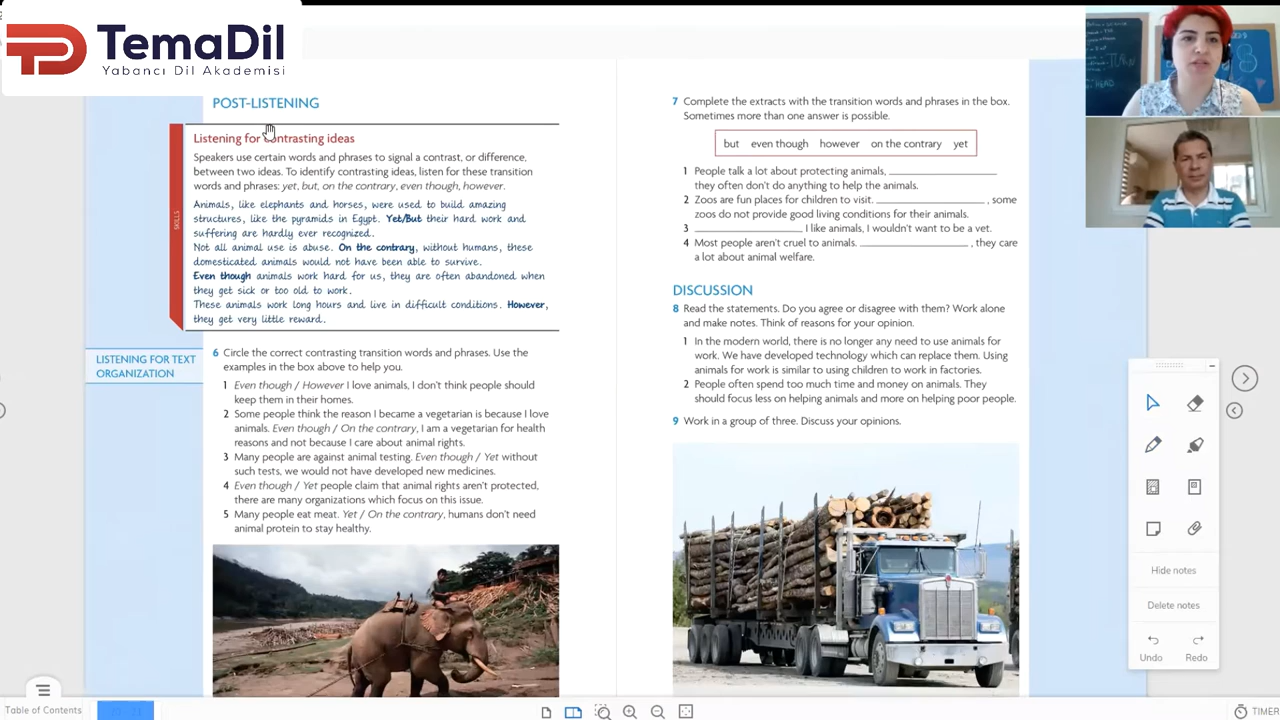 TemaDil
Yabancı Dil Akademisi
POST-LISTENING
Listening for contrasting ideas
Speakers use certain words and phrases to signal a contrast, or difference,
between two ideas. To identify contrasting ideas, listen for these transition
words and phrases: yet, but, on the contrary, even though, however.
Animals, like elephants and horses, were used to build amazing
structures, like the pyramids in Egypt. Yet/But their hard work and
suffering are hardly ever recognized.
Not all animal use is abuse. On the contrary, without humans, these
domesticated animals would not have been able to survive.
Even though animals work hard for us, they are often abandoned when
they get sick or too old to work.
These animals work long hours and live in difficult conditions. However,
they get very little reward.
SKILLS
LISTENING FOR TEXT
ORGANIZATION
6 Circle the correct contrasting transition words and phrases. Use the
examples in the box above to help you.
1 Even though / However I love animals, I don't think people should
keep them in their homes.
2 Some people think the reason I became a vegetarian is because I love
animals. Even though / On the contrary, I am a vegetarian for health
reasons and not because I care about animal rights.
3 Many people are against animal testing. Even though / Yet without
such tests, we would not have developed new medicines.
4 Even though / Yet people claim that animal rights aren't protected,
there are many organizations which focus on this issue.
5 Many people eat meat. Yet / On the contrary, humans don't need
animal protein to stay healthy.
7 Complete the extracts with the transition words and phrases in the box.
Sometimes more than one answer is possible.
but even though however on the contrary yet
1 People talk a lot about protecting animals, ____________
they often don't do anything to help the animals.
2 Zoos are fun places for children to visit. ____________, some
zoos do not provide good living conditions for their animals.
3 ____________ I like animals, I wouldn't want to be a vet.
4 Most people aren't cruel to animals. ____________, they care
a lot about animal welfare.
DISCUSSION
8 Read the statements. Do you agree or disagree with them? Work alone
and make notes. Think of reasons for your opinion.
1 In the modern world, there is no longer any need to use animals for
work. We have developed technology which can replace them. Using
animals for work is similar to using children to work in factories.
2 People often spend too much time and money on animals. They
should focus less on helping animals and more on helping poor people.
9 Work in a group of three. Discuss your opinions.
Hide notes
Delete notes
Undo Redo
Table of Contents
TIMER